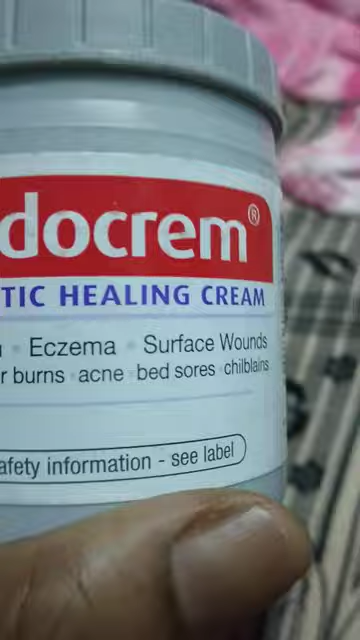 docrem®
TIC HEALING CREAM
• Eczema • Surface Wounds
r burns • acne • bed sores • chilblains
afety information - see label